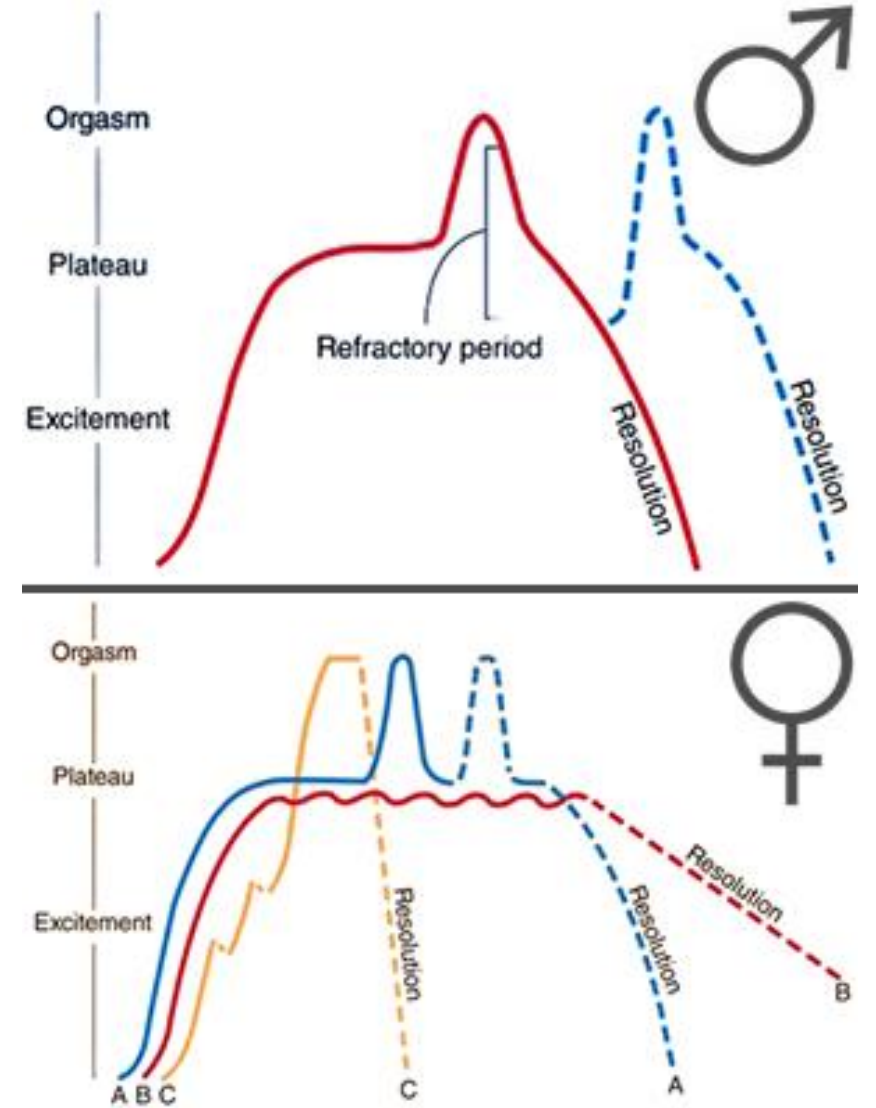 Orgasm
Plateau
Refractory period
Excitement
Resolution
Resolution
Orgasm
Plateau
Excitement
Resolution
Resolution
Resolution
B
A B C
C
A